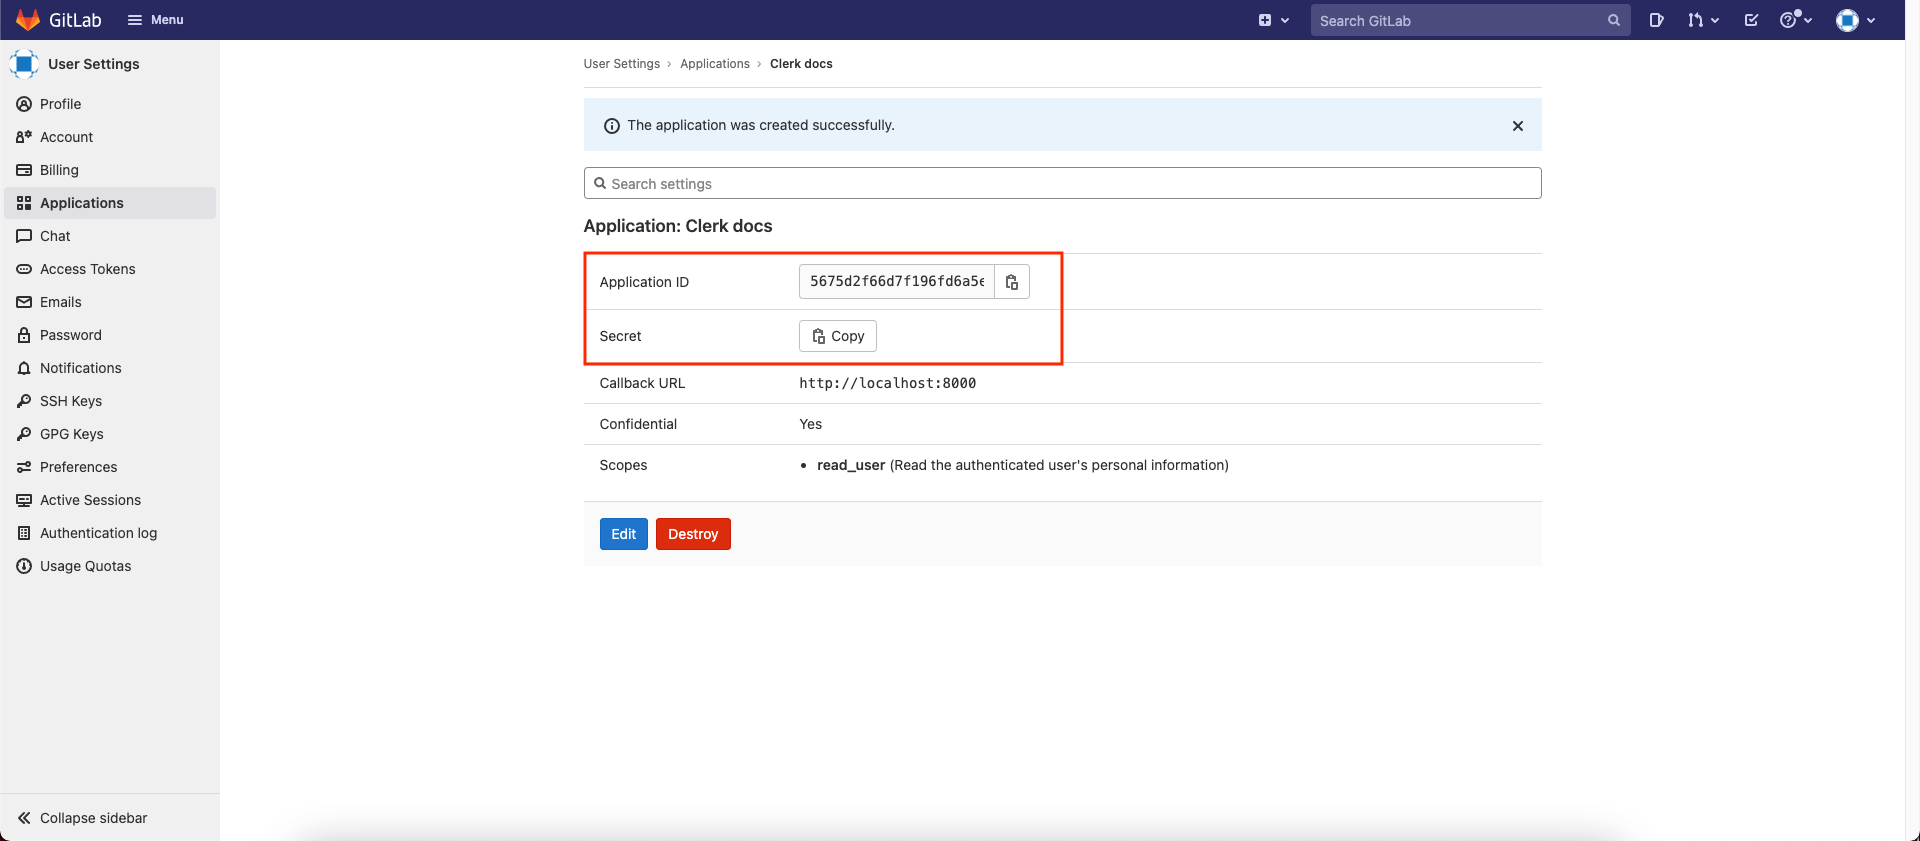 GitLab Menu Search GitLab
User Settings
Profile
Account
Billing
Applications
Chat
Access Tokens
Emails
Password
Notifications
SSH Keys
GPG Keys
Preferences
Active Sessions
Authentication log
Usage Quotas
Collapse sidebar
User Settings › Applications › Clerk docs
The application was created successfully.
Search settings
Application: Clerk docs
Application ID 5675d2f66d7f196fd6a5e
Secret Copy
Callback URL http://localhost:8000
Confidential Yes
Scopes • read_user (Read the authenticated user's personal information)
Edit Destroy